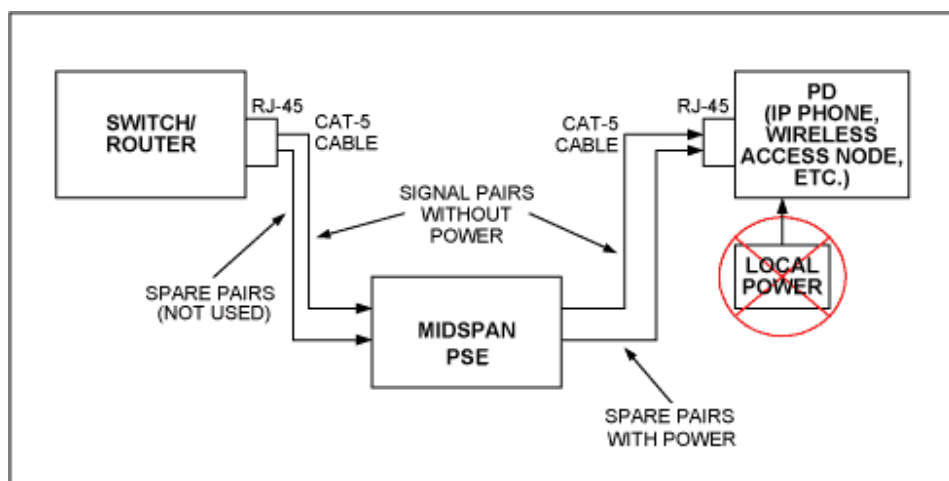 SWITCH/
ROUTER
RJ-45
CAT-5
CABLE
SIGNAL PAIRS
WITHOUT
POWER
SPARE PAIRS
(NOT USED)
MIDSPAN
PSE
CAT-5
CABLE
RJ-45
PD
(IP PHONE,
WIRELESS
ACCESS NODE,
ETC.)
LOCAL
POWER
SPARE PAIRS
WITH POWER